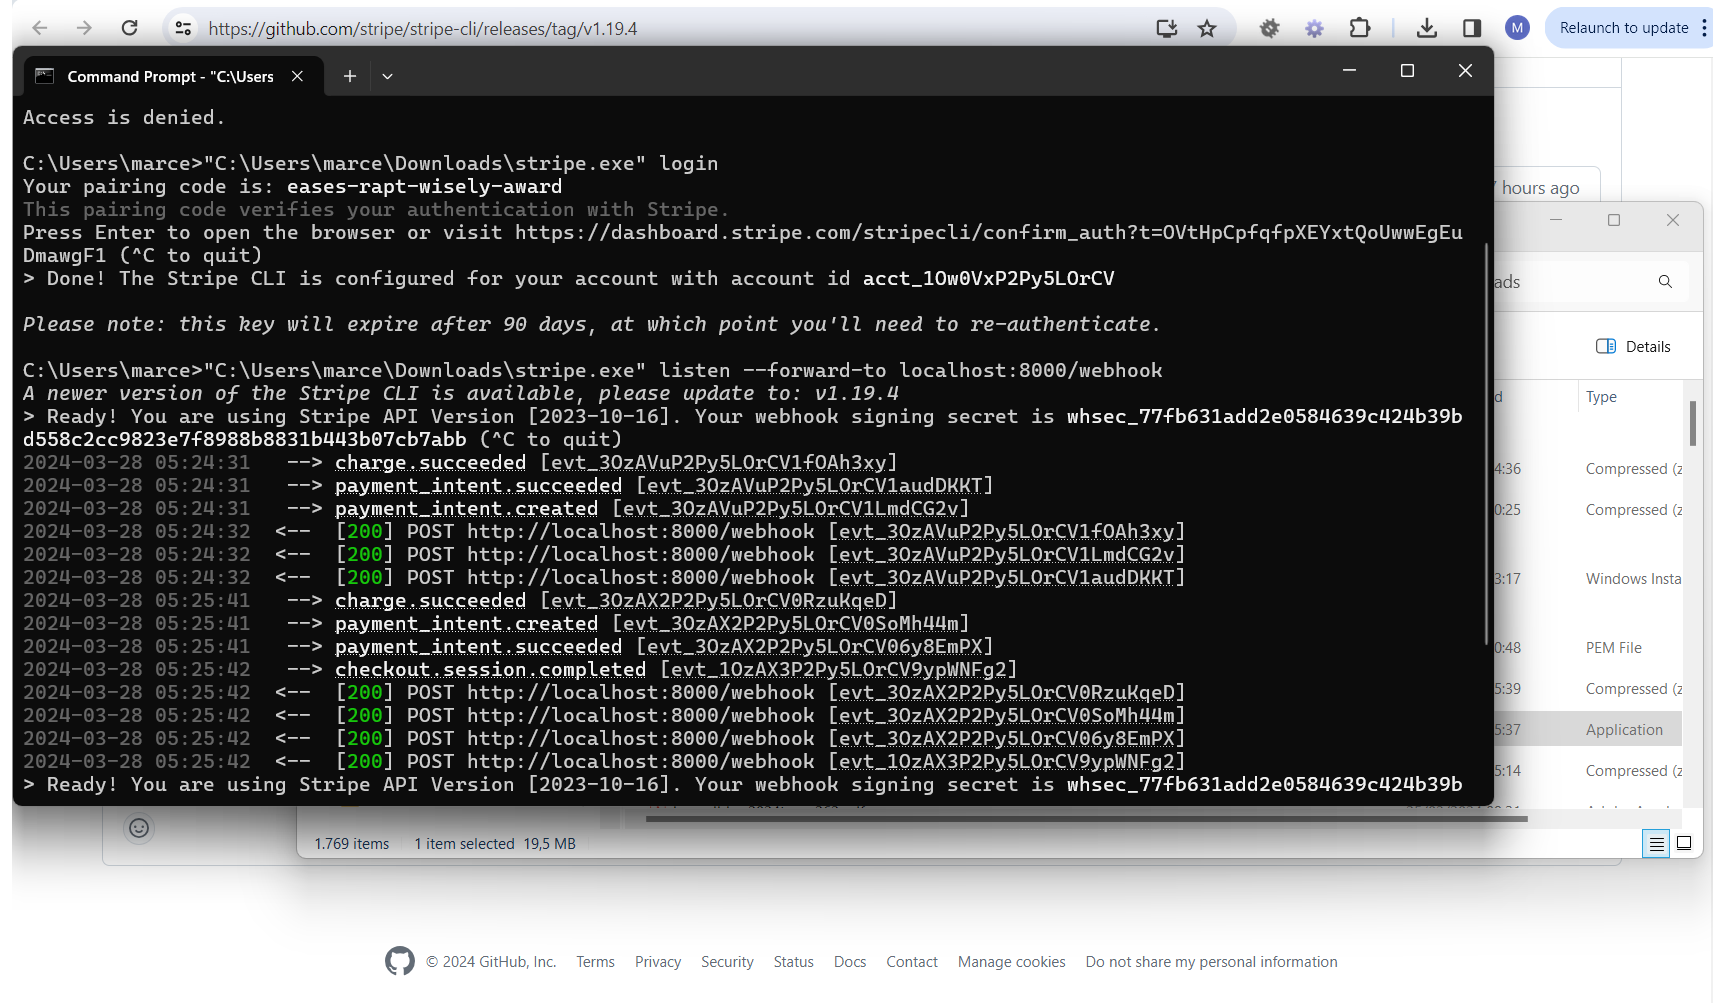 https://github.com/stripe/stripe-cli/releases/tag/v1.19.4
M
Relaunch to update
Command Prompt - "C:\Users
Access is denied.
C:\Users\marce>"C:\Users\marce\Downloads\stripe.exe" login
Your pairing code is: eases-rapt-wisely-award
This pairing code verifies your authentication with Stripe.
Press Enter to open the browser or visit https://dashboard.stripe.com/stripecli/confirm_auth?t=OVtHpCpfqfpXEYxtQoUwwEgEu
DmawgF1 (^C to quit)
> Done! The Stripe CLI is configured for your account with account id acct_1Ow0VxP2Py5LOrCV
Please note: this key will expire after 90 days, at which point you'll need to re-authenticate.
C:\Users\marce>"C:\Users\marce\Downloads\stripe.exe" listen --forward-to localhost:8000/webhook
A newer version of the Stripe CLI is available, please update to: v1.19.4
> Ready! You are using Stripe API Version [2023-10-16]. Your webhook signing secret is whsec_77fb631add2e0584639c424b39b
d558c2cc9823e7f8988b8831b443b07cb7abb (^C to quit)
2024-03-28 05:24:31   --> charge.succeeded [evt_3OzAVuP2Py5LOrCV1fOAh3xy]
2024-03-28 05:24:31   --> payment_intent.succeeded [evt_3OzAVuP2Py5LOrCV1audDKKT]
2024-03-28 05:24:31   --> payment_intent.created [evt_3OzAVuP2Py5LOrCV1LmdCG2v]
2024-03-28 05:24:32  <--  [200] POST http://localhost:8000/webhook [evt_3OzAVuP2Py5LOrCV1fOAh3xy]
2024-03-28 05:24:32  <--  [200] POST http://localhost:8000/webhook [evt_3OzAVuP2Py5LOrCV1LmdCG2v]
2024-03-28 05:24:32  <--  [200] POST http://localhost:8000/webhook [evt_3OzAVuP2Py5LOrCV1audDKKT]
2024-03-28 05:25:41   --> charge.succeeded [evt_3OzAX2P2Py5LOrCV0RzuKqeD]
2024-03-28 05:25:41   --> payment_intent.created [evt_3OzAX2P2Py5LOrCV0SoMh44m]
2024-03-28 05:25:41   --> payment_intent.succeeded [evt_3OzAX2P2Py5LOrCV06y8EmPX]
2024-03-28 05:25:42   --> checkout.session.completed [evt_1OzAX3P2Py5LOrCV9ypWNFg2]
2024-03-28 05:25:42  <--  [200] POST http://localhost:8000/webhook [evt_3OzAX2P2Py5LOrCV0RzuKqeD]
2024-03-28 05:25:42  <--  [200] POST http://localhost:8000/webhook [evt_3OzAX2P2Py5LOrCV0SoMh44m]
2024-03-28 05:25:42  <--  [200] POST http://localhost:8000/webhook [evt_3OzAX2P2Py5LOrCV06y8EmPX]
2024-03-28 05:25:42  <--  [200] POST http://localhost:8000/webhook [evt_1OzAX3P2Py5LOrCV9ypWNFg2]
> Ready! You are using Stripe API Version [2023-10-16]. Your webhook signing secret is whsec_77fb631add2e0584639c424b39b
hours ago
ads
Details
d Type
4:36 Compressed (z
0:25 Compressed (z
3:17 Windows Insta
0:48 PEM File
5:39 Compressed (z
5:37 Application
5:14 Compressed (z
1.769 items 1 item selected 19,5 MB
© 2024 GitHub, Inc. Terms Privacy Security Status Docs Contact Manage cookies Do not share my personal information